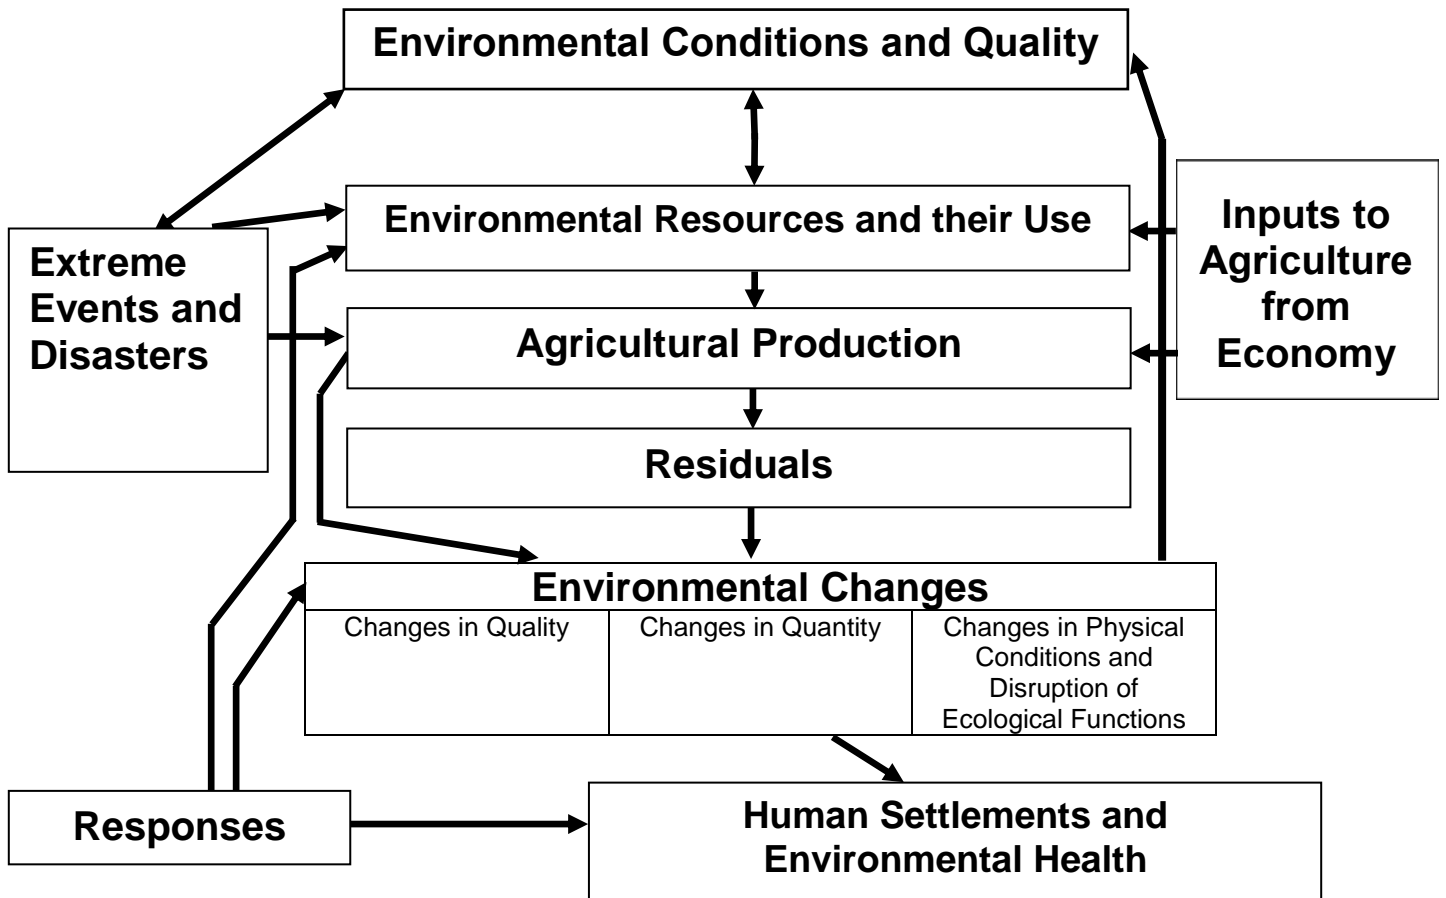 Environmental Conditions and Quality
Environmental Resources and their Use
Inputs to
Agriculture
from
Economy
Extreme
Events and
Disasters
Agricultural Production
Residuals
Environmental Changes
Changes in Quality
Changes in Quantity
Changes in Physical
Conditions and
Disruption of
Ecological Functions
Responses
Human Settlements and
Environmental Health